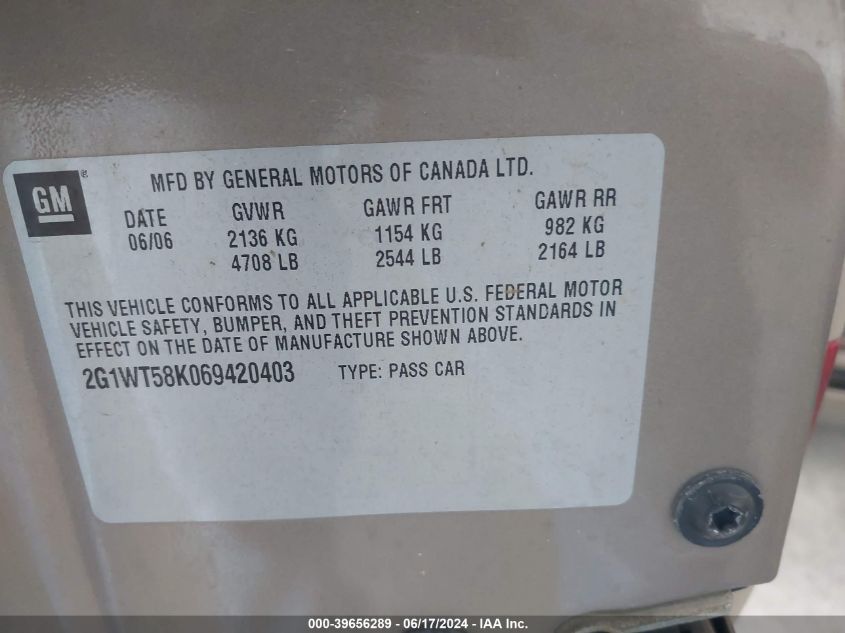 MFD BY GENERAL MOTORS OF CANADA LTD.
GM®
DATE GVWR GAWR FRT GAWR RR
06/06 2136 KG 1154 KG 982 KG
4708 LB 2544 LB 2164 LB
THIS VEHICLE CONFORMS TO ALL APPLICABLE U.S. FEDERAL MOTOR
VEHICLE SAFETY, BUMPER, AND THEFT PREVENTION STANDARDS IN
EFFECT ON THE DATE OF MANUFACTURE SHOWN ABOVE.
2G1WT58K069420403 TYPE: PASS CAR
000-39656289 - 06/17/2024 - IAA Inc.